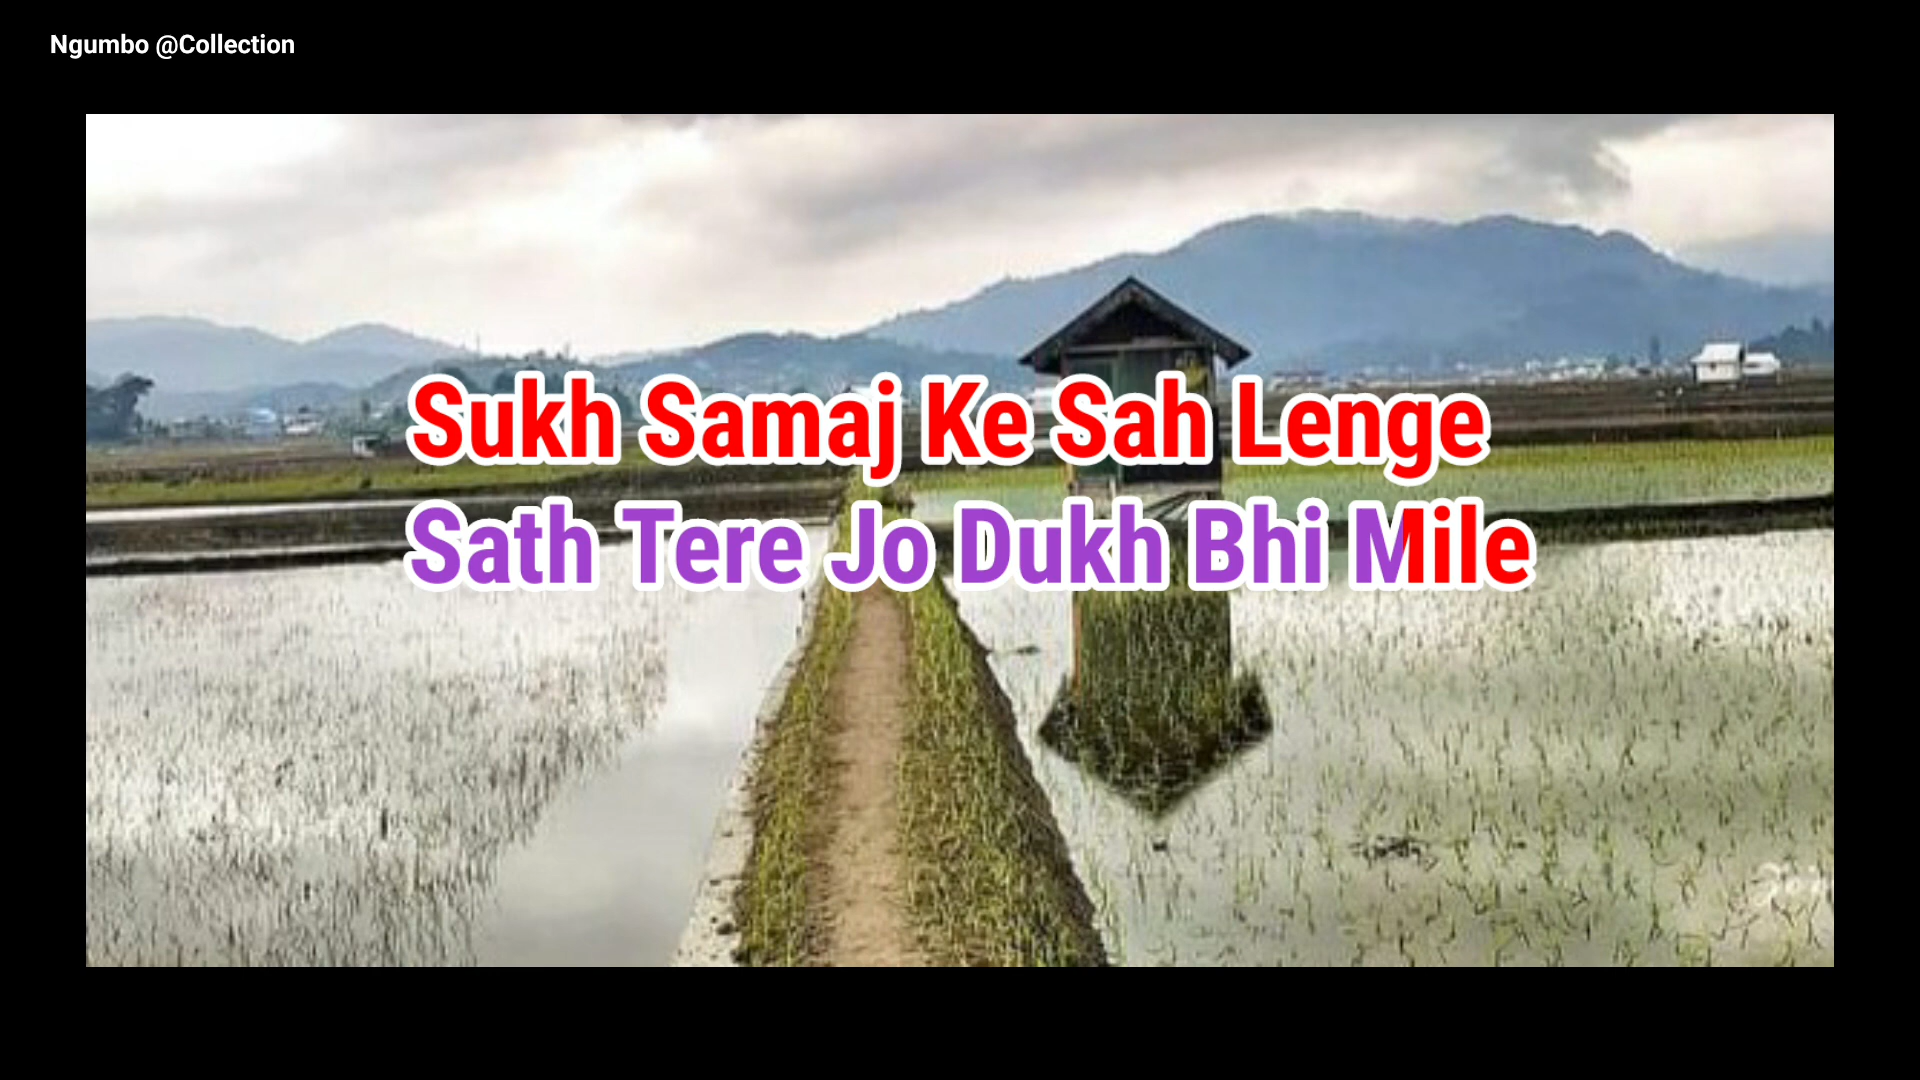 Ngumbo @Collection
Sukh Samaj Ke Sah Lenge
Sath Tere Jo Dukh Bhi Mile